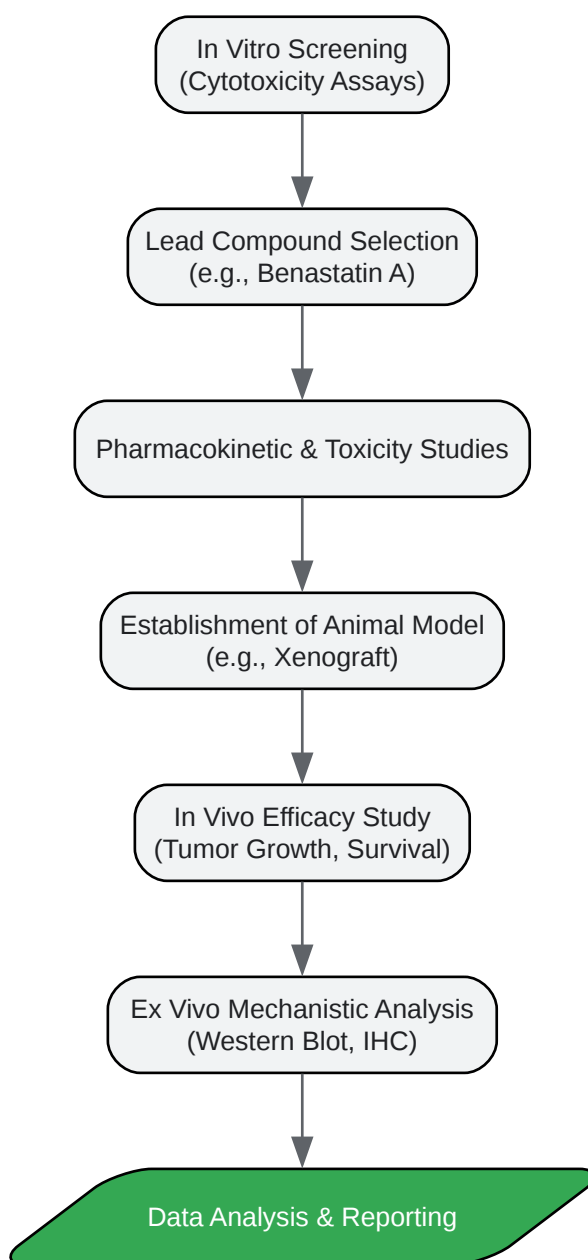 In Vitro Screening
(Cytotoxicity Assays)
Lead Compound Selection
(e.g., Benastatin A)
Pharmacokinetic & Toxicity Studies
Establishment of Animal Model
(e.g., Xenograft)
In Vivo Efficacy Study
(Tumor Growth, Survival)
Ex Vivo Mechanistic Analysis
(Western Blot, IHC)
Data Analysis & Reporting